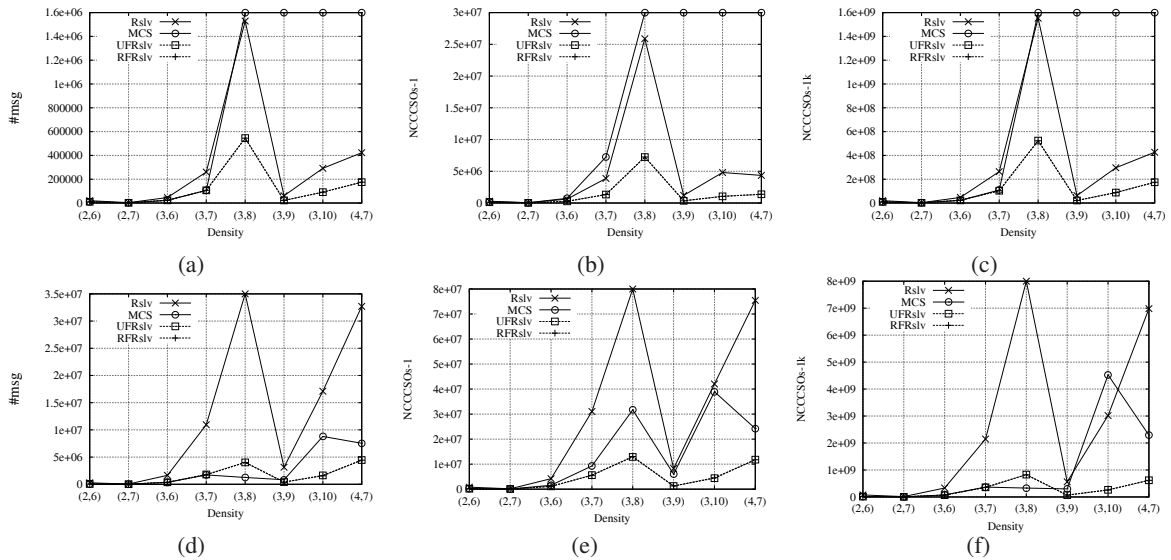 1.6e+06
1.4e+06
1.2e+06
1e+06
800000
600000
400000
200000
0
#msg
Rslv
MCS
UFRslv
RFRslv
(2,6) (2,7) (3,6) (3,7) (3,8) (3,9) (3,10) (4,7)
Density
(a)
3e+07
2.5e+07
2e+07
1.5e+07
1e+07
5e+06
0
NCCCSOs-1
Rslv
MCS
UFRslv
RFRslv
(2,6) (2,7) (3,6) (3,7) (3,8) (3,9) (3,10) (4,7)
Density
(b)
1.6e+09
1.4e+09
1.2e+09
1e+09
8e+08
6e+08
4e+08
2e+08
0
NCCCSOs-1k
Rslv
MCS
UFRslv
RFRslv
(2,6) (2,7) (3,6) (3,7) (3,8) (3,9) (3,10) (4,7)
Density
(c)
3.5e+07
3e+07
2.5e+07
2e+07
1.5e+07
1e+07
5e+06
0
#msg
Rslv
MCS
UFRslv
RFRslv
(2,6) (2,7) (3,6) (3,7) (3,8) (3,9) (3,10) (4,7)
Density
(d)
8e+07
7e+07
6e+07
5e+07
4e+07
3e+07
2e+07
1e+07
0
NCCCSOs-1
Rslv
MCS
UFRslv
RFRslv
(2,6) (2,7) (3,6) (3,7) (3,8) (3,9) (3,10) (4,7)
Density
(e)
8e+09
7e+09
6e+09
5e+09
4e+09
3e+09
2e+09
1e+09
0
NCCCSOs-1k
Rslv
MCS
UFRslv
RFRslv
(2,6) (2,7) (3,6) (3,7) (3,8) (3,9) (3,10) (4,7)
Density
(f)